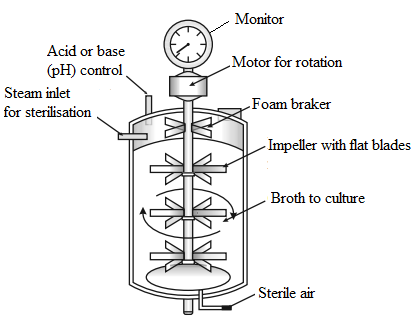 Monitor
Acid or base
(pH) control
Motor for rotation
Steam inlet
for sterilisation
Foam braker
Impeller with flat blades
Broth to culture
Sterile air